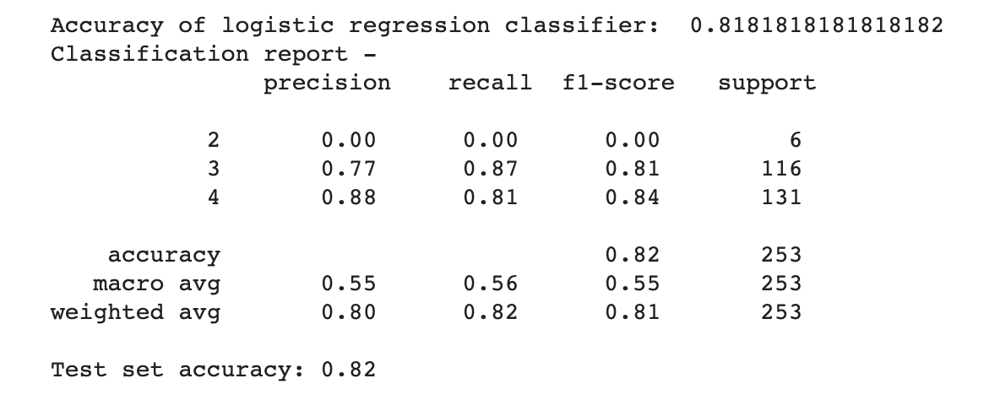 Accuracy of logistic regression classifier:  0.8181818181818182
Classification report -
precision recall f1-score support
2 0.00 0.00 0.00 6
3 0.77 0.87 0.81 116
4 0.88 0.81 0.84 131
accuracy 0.82 253
macro avg 0.55 0.56 0.55 253
weighted avg 0.80 0.82 0.81 253
Test set accuracy: 0.82